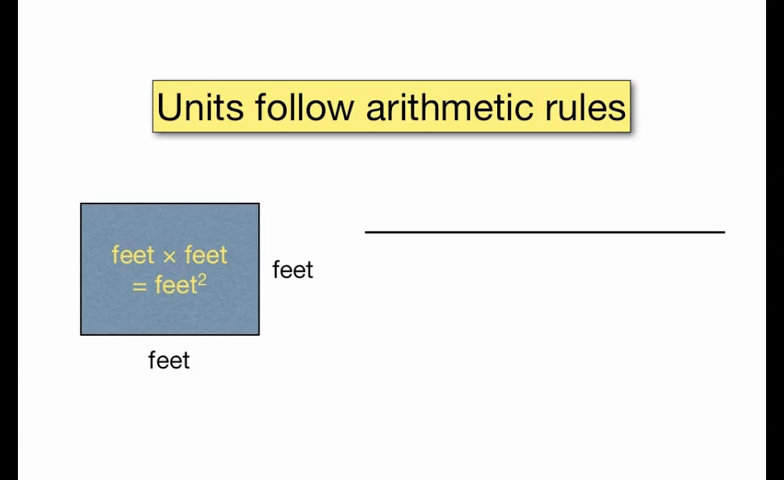 Units follow arithmetic rules
feet × feet
= feet²
feet
feet